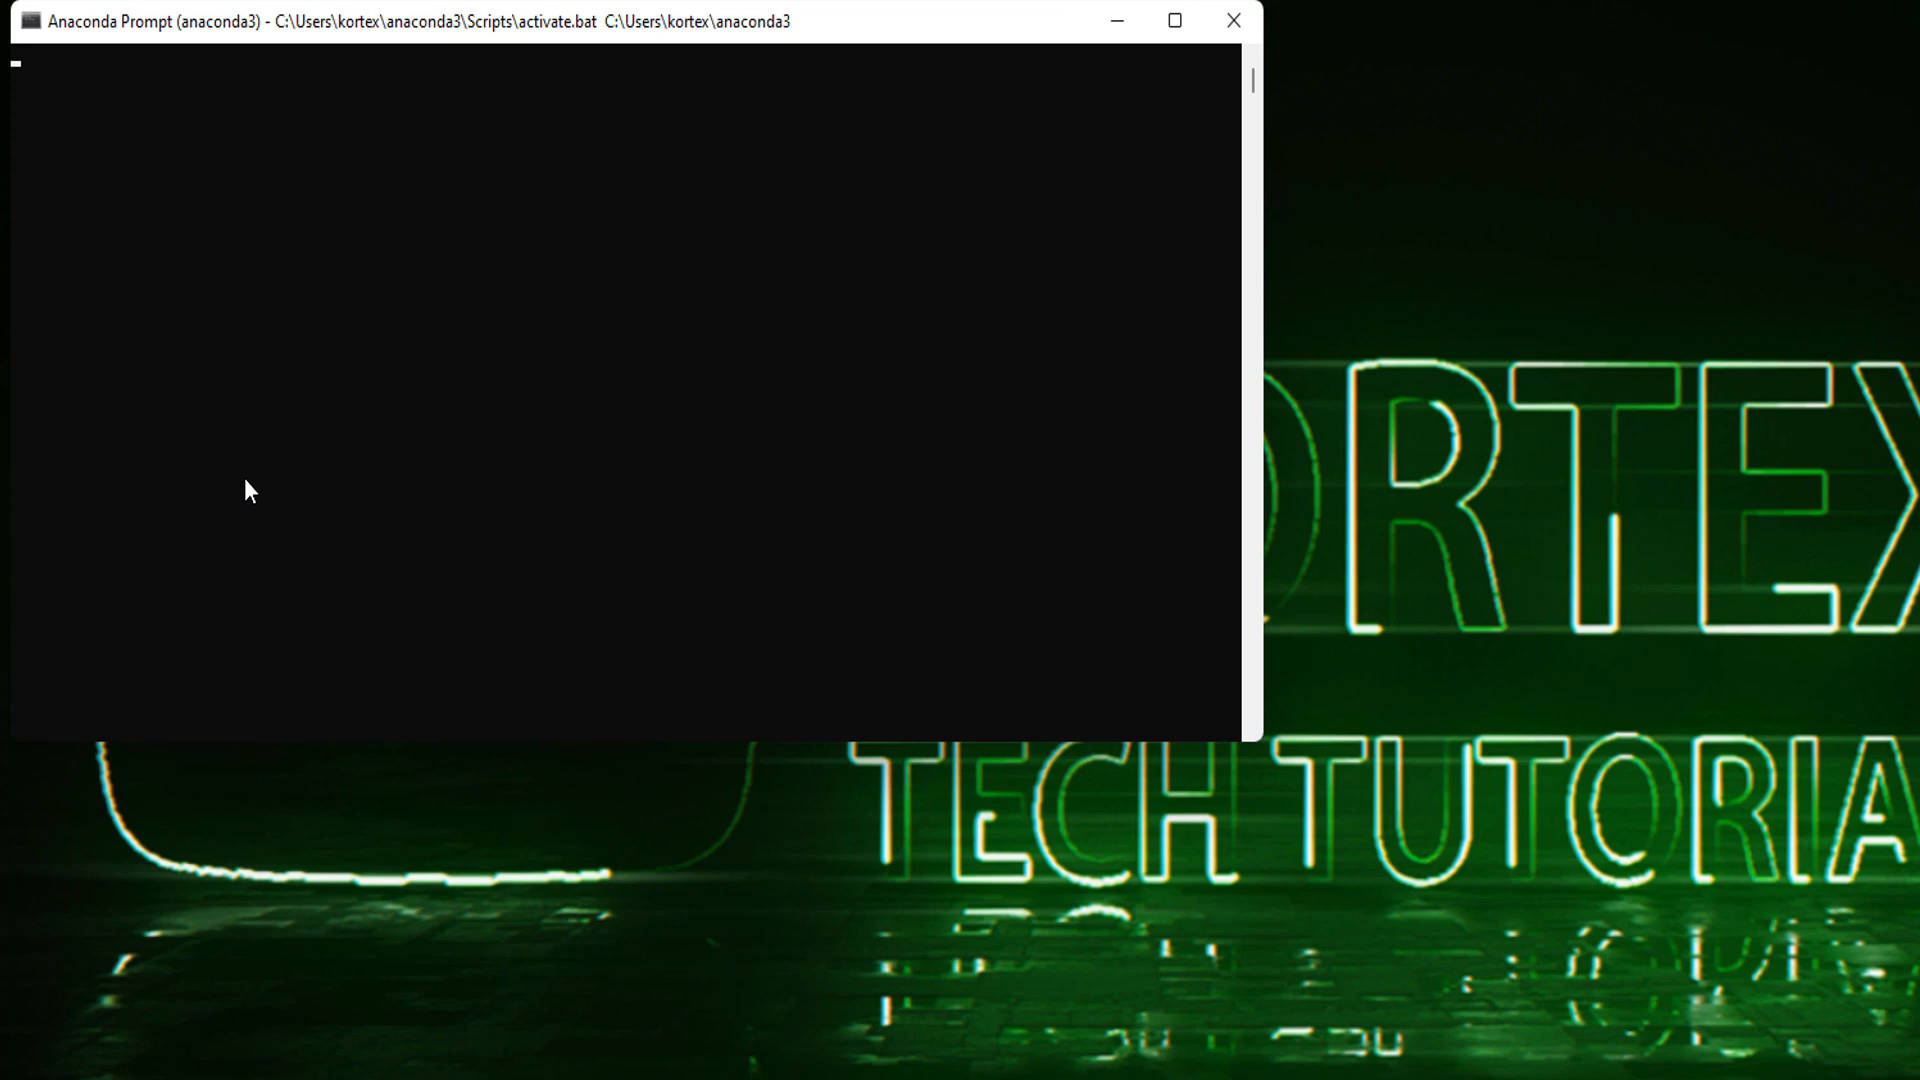 Anaconda Prompt (anaconda3) - C:\Users\kortex\anaconda3\Scripts\activate.bat  C:\Users\kortex\anaconda3
ORTEX
TECH TUTORIA